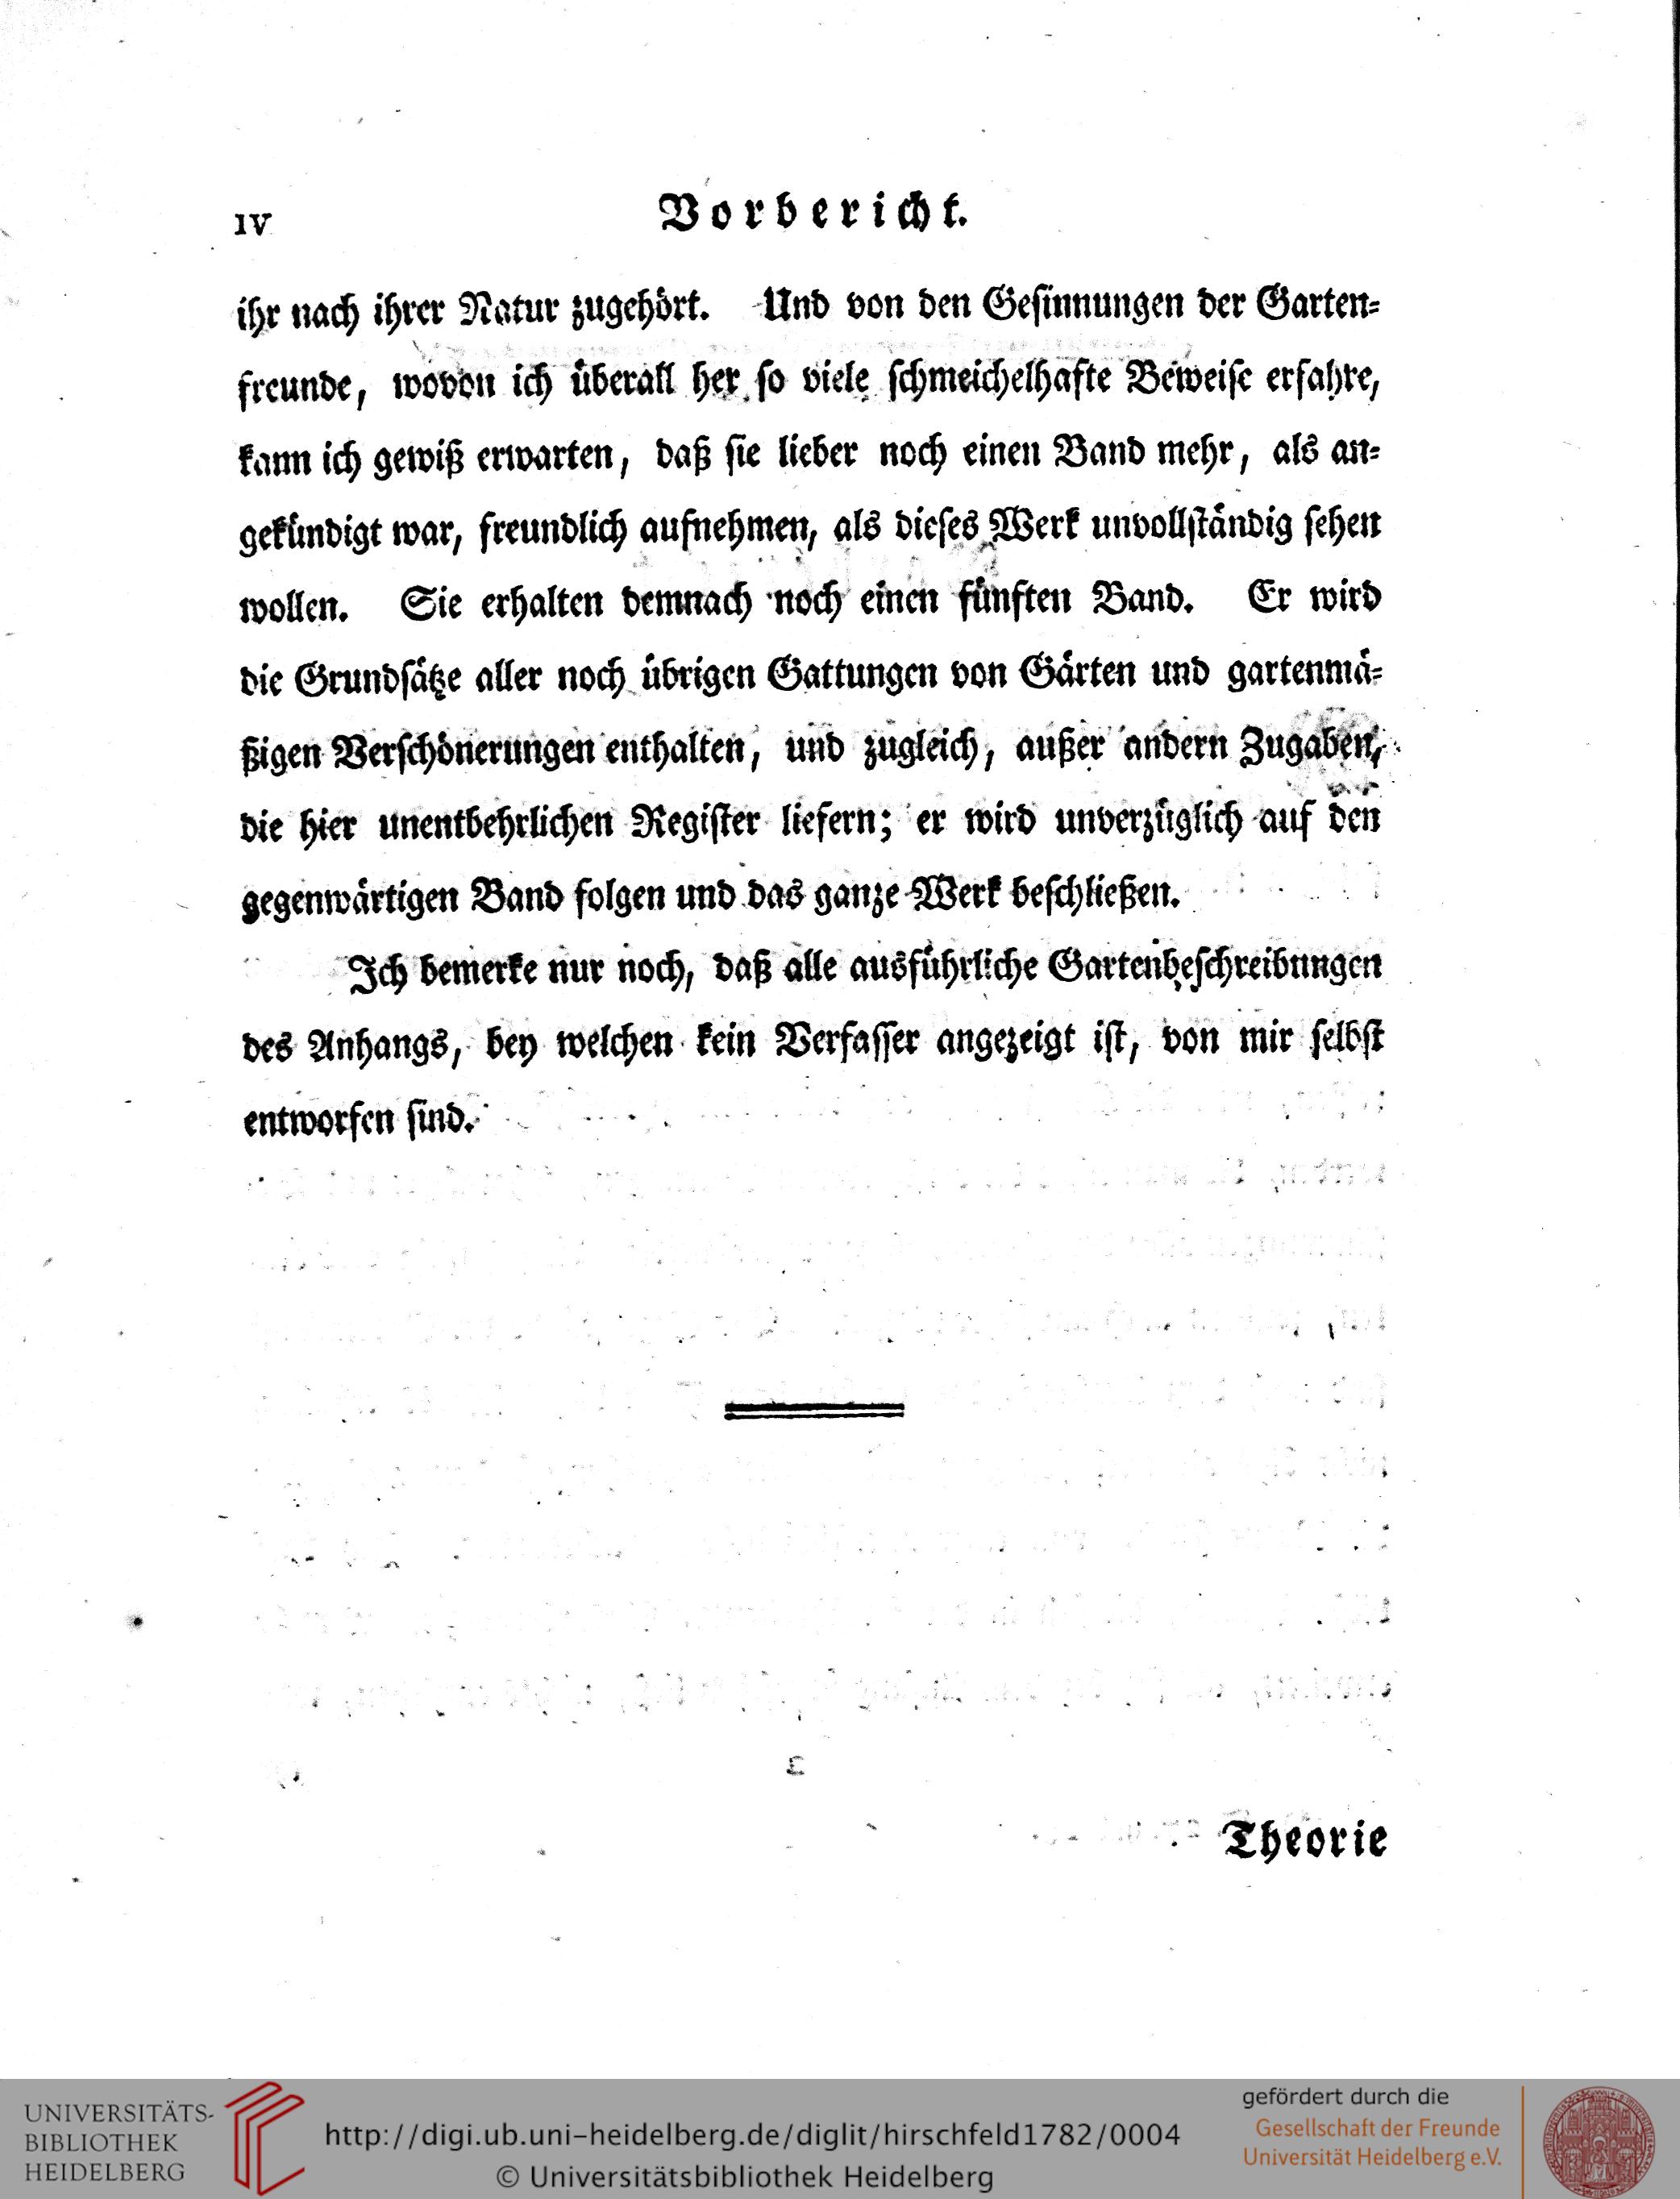 IV Vorbericht.
ihr nach ihrer Natur zugehört. Und von den Gesinnungen der Garten-
freunde, wovon ich überall her so viele schmeichelhafte Beweise erfahre,
kann ich gewiß erwarten, daß sie lieber noch einen Band mehr, als an-
gekündigt war, freundlich aufnehmen, als dieses Werk unvollständig sehen
wollen. Sie erhalten demnach noch einen fünften Band. Er wird
die Grundsätze aller noch übrigen Gattungen von Gärten und gartenmä-
ßigen Verschönerungen enthalten, und zugleich, außer andern Zugaben,
die hier unentbehrlichen Register liefern; er wird unverzüglich auf den
gegenwärtigen Band folgen und das ganze Werk beschließen.
Ich bemerke nur noch, daß alle ausführliche Gartenbeschreibungen
des Anhangs, bey welchen kein Verfasser angezeigt ist, von mir selbst
entworfen sind.
Theorie
UNIVERSITÄTS-
BIBLIOTHEK
HEIDELBERG
http://digi.ub.uni-heidelberg.de/diglit/hirschfeld1782/0004
© Universitätsbibliothek Heidelberg
gefördert durch die
Gesellschaft der Freunde
Universität Heidelberg e.V.